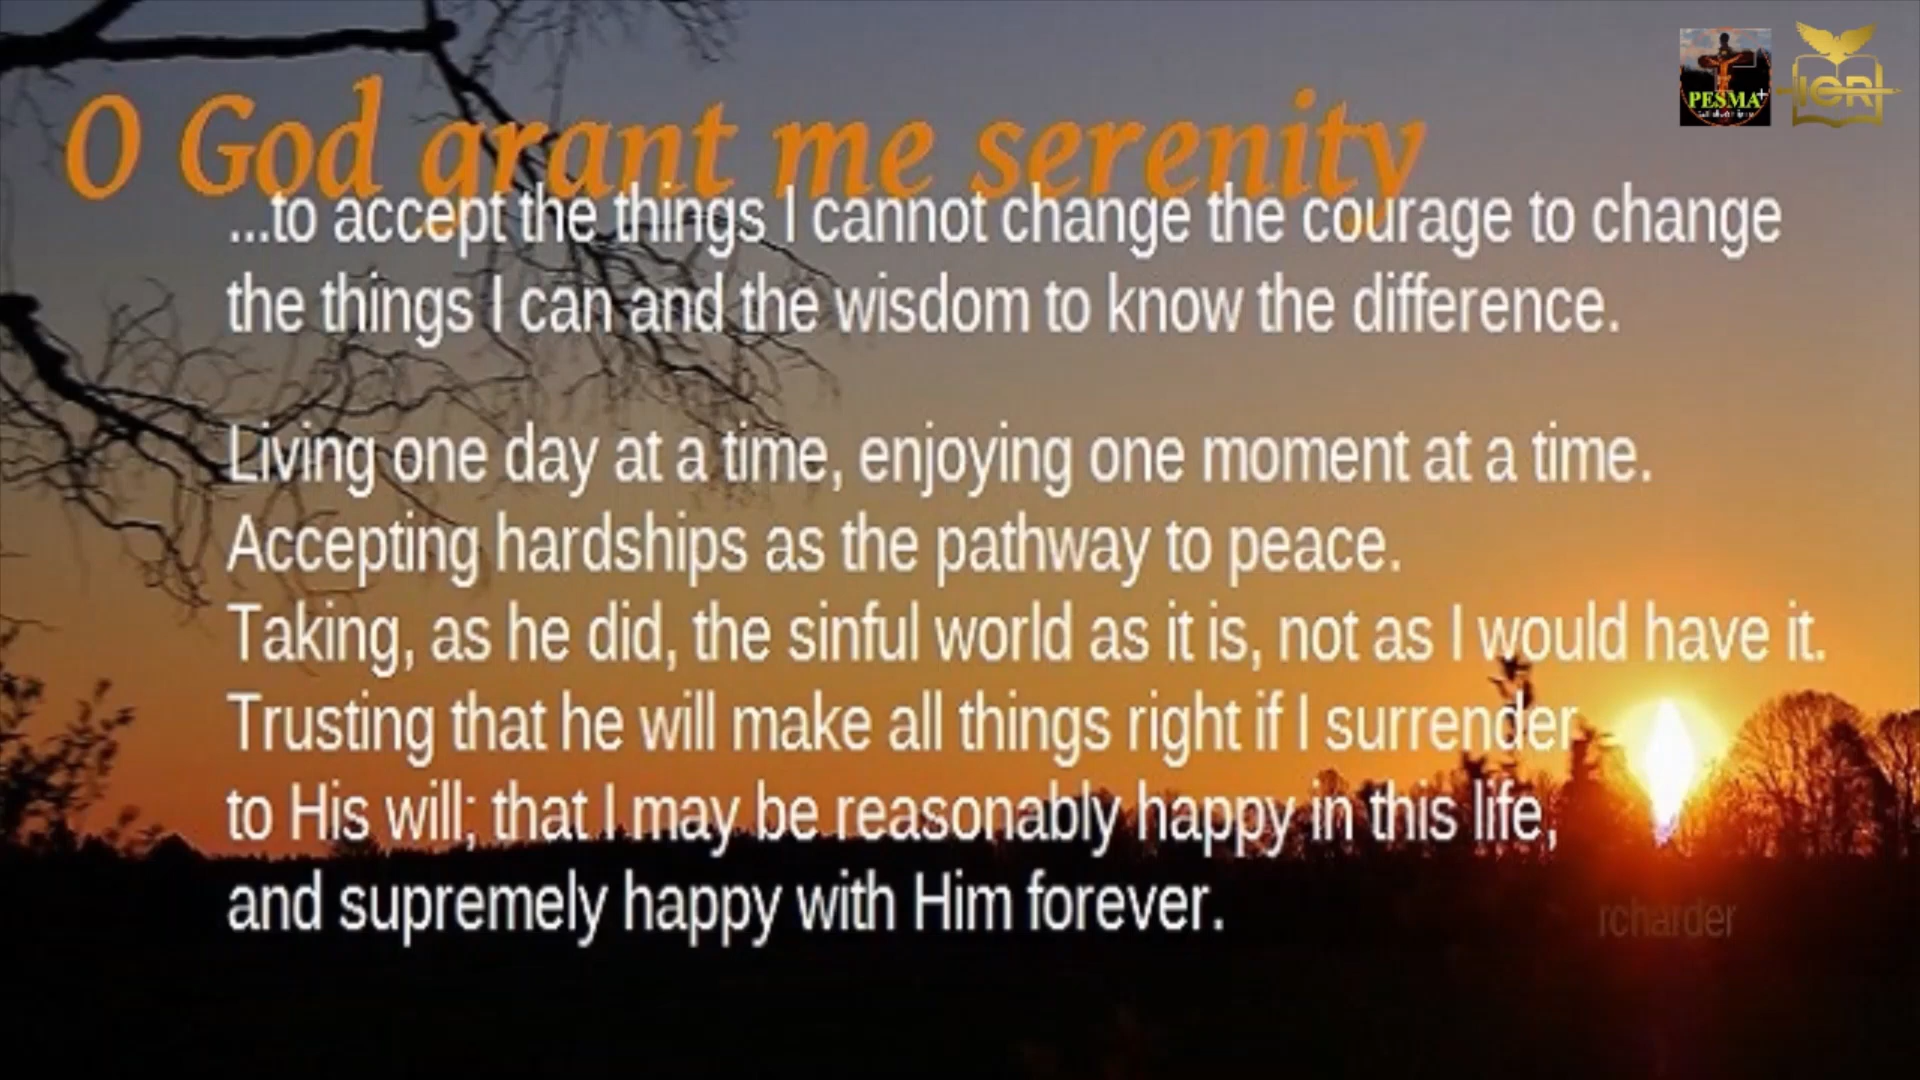 O God grant me serenity
...to accept the things I cannot change the courage to change
the things I can and the wisdom to know the difference.
Living one day at a time, enjoying one moment at a time.
Accepting hardships as the pathway to peace.
Taking, as he did, the sinful world as it is, not as I would have it.
Trusting that he will make all things right if I surrender
to His will; that I may be reasonably happy in this life,
and supremely happy with Him forever.
rcharder
PESMA
ICR